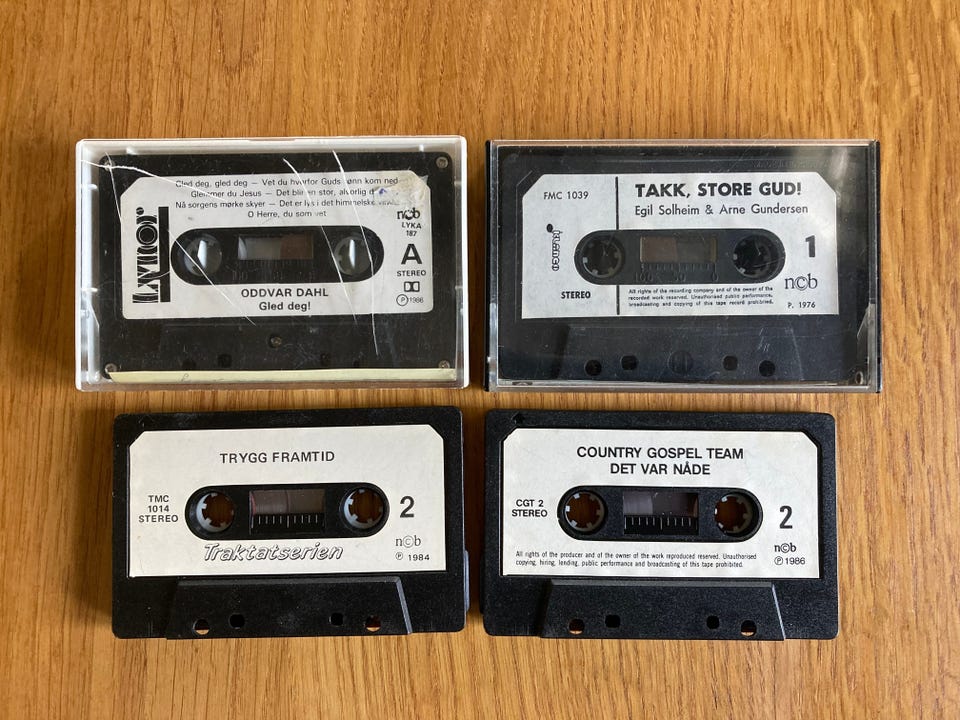 Gled deg, gled deg — Vet du hvorfor Guds sønn kom ned
Glemmer du Jesus — Det blir en stor, alvorlig
Nå sorgens mørke skyer — Det er lys i det himmelske
O Herre, du som vet
LYNOR
ncb
LYKA
187
A
STEREO
ODDVAR DAHL
Gled deg!
Ⓟ 1986
FMC 1039
TAKK, STORE GUD!
Egil Solheim & Arne Gundersen
1
STEREO
All rights of the recording company and of the owner of the
recorded work reserved. Unauthorised public performance,
broadcasting and copying of this tape record prohibited.
n©b
P. 1976
TRYGG FRAMTID
TMC
1014
STEREO
2
Traktatserien
n©b
Ⓟ 1984
COUNTRY GOSPEL TEAM
DET VAR NÅDE
CGT 2
STEREO
2
All rights of the producer and of the owner of the work reproduced reserved. Unauthorised
copying, hiring, lending, public performance and broadcasting of this tape prohibited.
n©b
Ⓟ 1986